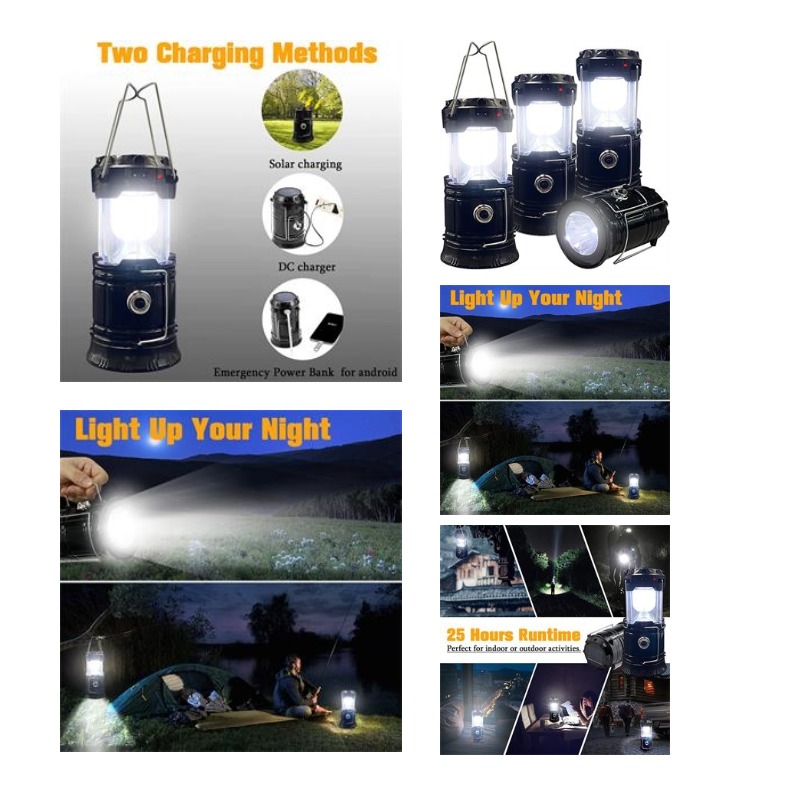 Two Charging Methods
Solar charging
DC charger
Emergency Power Bank for android
Light Up Your Night
Light Up Your Night
25 Hours Runtime
Perfect for indoor or outdoor activities.